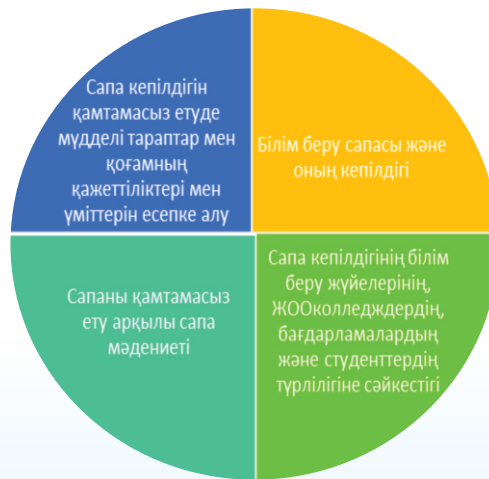 Сапа кепілдігін
қамтамасыз етуде
мүдделі тараптар мен
қоғамның
қажеттіліктері мен
үміттерін есепке алу
Білім беру сапасы және
оның кепілдігі
Сапаны қамтамасыз
ету арқылы сапа
мәдениеті
Сапа кепілдігінің білім
беру жүйелерінің,
ЖООколледждердің,
бағдарламалардың
және студенттердің
түрлілігіне сәйкестігі